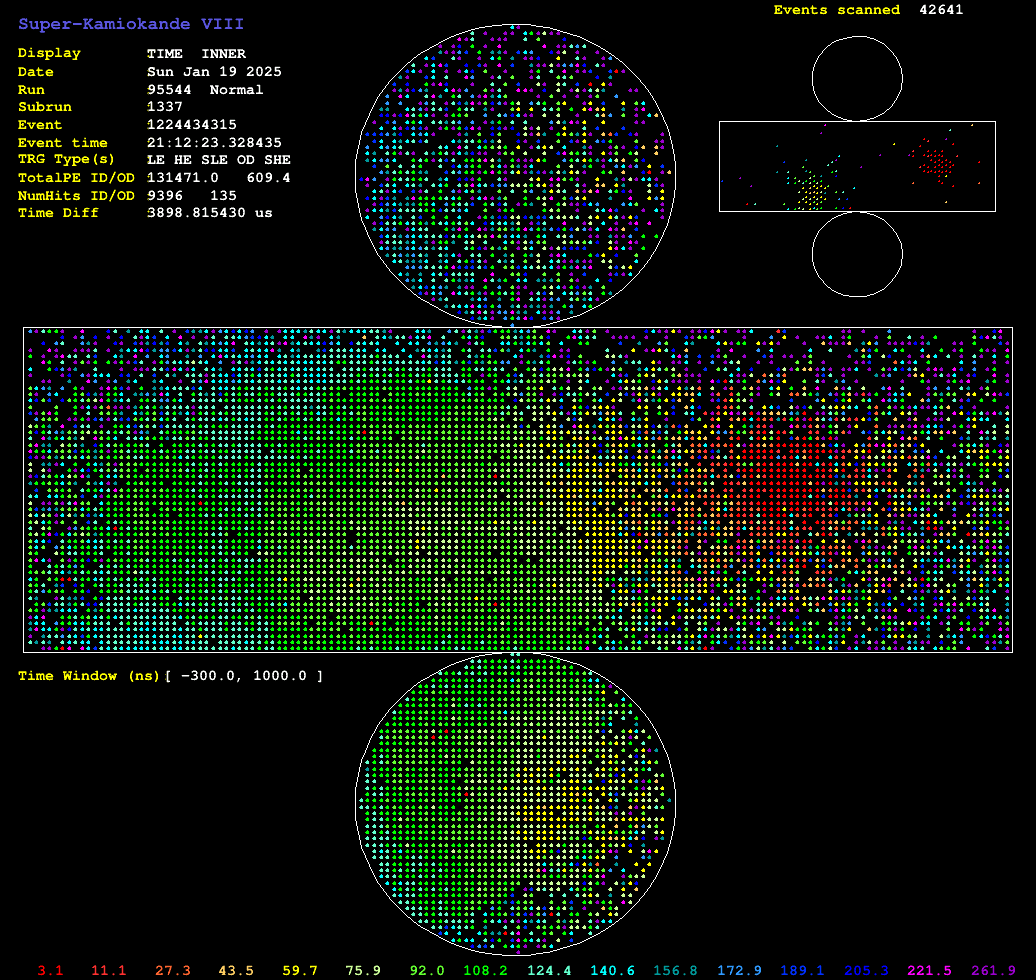 Super-Kamiokande VIII
Events scanned 42641
Display TIME INNER
Date Sun Jan 19 2025
Run 95544 Normal
Subrun 1337
Event 1224434315
Event time 21:12:23.328435
TRG Type(s) LE HE SLE OD SHE
TotalPE ID/OD 131471.0 609.4
NumHits ID/OD 9396 135
Time Diff 3898.815430 us
Time Window (ns)[ -300.0, 1000.0 ]
3.1 11.1 27.3 43.5 59.7 75.9 92.0 108.2 124.4 140.6 156.8 172.9 189.1 205.3 221.5 261.9